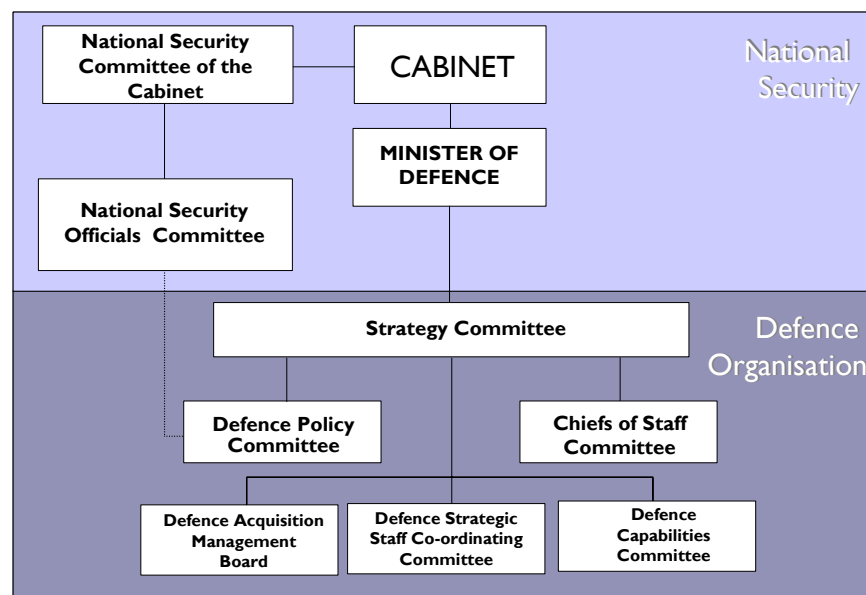 National Security
Committee of the
Cabinet
CABINET
National
Security
MINISTER OF
DEFENCE
National Security
Officials Committee
Strategy Committee
Defence
Organisation
Defence Policy
Committee
Chiefs of Staff
Committee
Defence Acquisition
Management
Board
Defence Strategic
Staff Co-ordinating
Committee
Defence
Capabilities
Committee